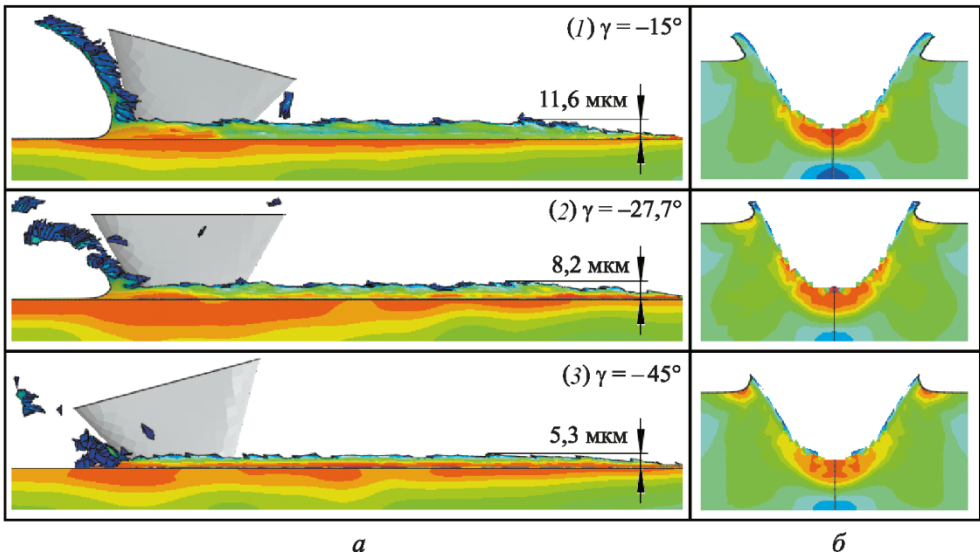 (1) γ = –15°
11,6 мкм
(2) γ = –27,7°
8,2 мкм
(3) γ = –45°
5,3 мкм
а
б